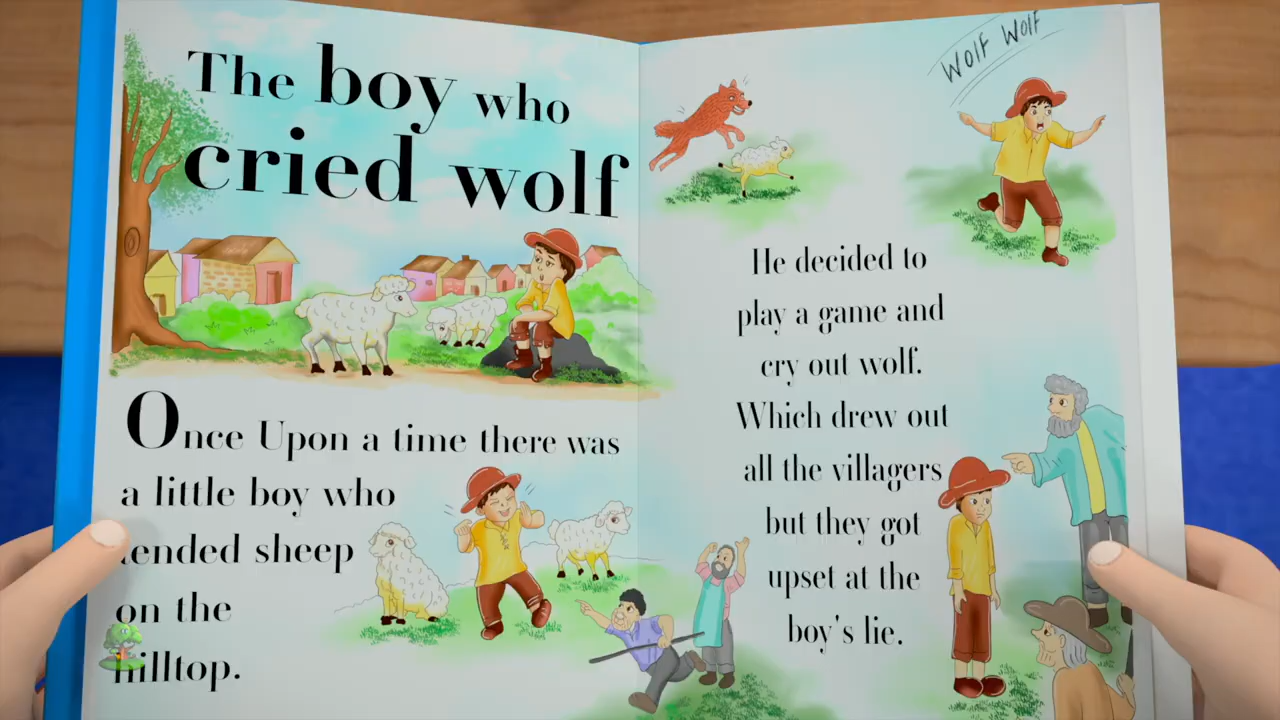 The boy who
cried wolf
Once Upon a time there was
a little boy who
tended sheep
on the
hilltop.
Wolf Wolf
He decided to
play a game and
cry out wolf.
Which drew out
all the villagers
but they got
upset at the
boy's lie.